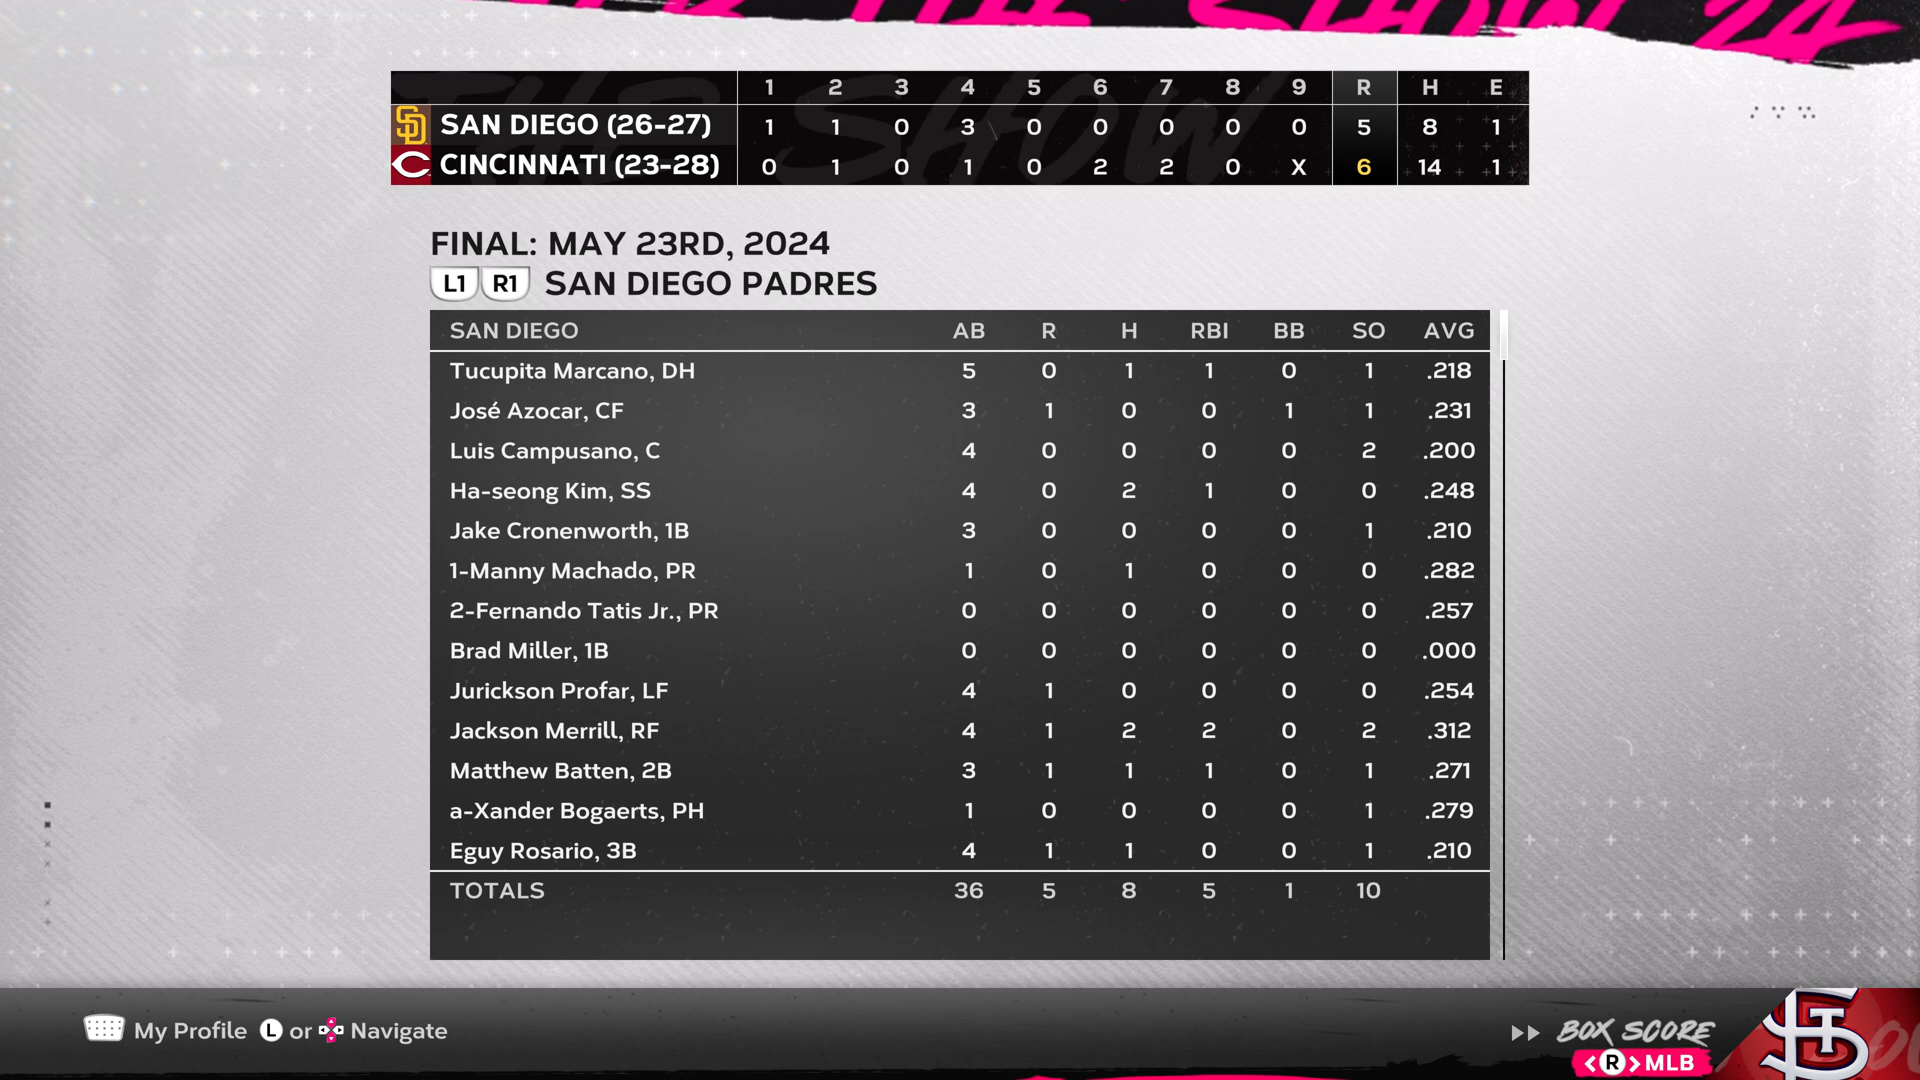 THE SHOW 24
1 2 3 4 5 6 7 8 9 R H E
SAN DIEGO (26-27) 1 1 0 3 0 0 0 0 0 5 8 1
CINCINNATI (23-28) 0 1 0 1 0 2 2 0 X 6 14 1
FINAL: MAY 23RD, 2024
L1 R1 SAN DIEGO PADRES
SAN DIEGO AB R H RBI BB SO AVG
Tucupita Marcano, DH 5 0 1 1 0 1 .218
José Azocar, CF 3 1 0 0 1 1 .231
Luis Campusano, C 4 0 0 0 0 2 .200
Ha-seong Kim, SS 4 0 2 1 0 0 .248
Jake Cronenworth, 1B 3 0 0 0 0 1 .210
1-Manny Machado, PR 1 0 1 0 0 0 .282
2-Fernando Tatis Jr., PR 0 0 0 0 0 0 .257
Brad Miller, 1B 0 0 0 0 0 0 .000
Jurickson Profar, LF 4 1 0 0 0 0 .254
Jackson Merrill, RF 4 1 2 2 0 2 .312
Matthew Batten, 2B 3 1 1 1 0 1 .271
a-Xander Bogaerts, PH 1 0 0 0 0 1 .279
Eguy Rosario, 3B 4 1 1 0 0 1 .210
TOTALS 36 5 8 5 1 10
My Profile L or Navigate
BOX SCORE
<R> MLB